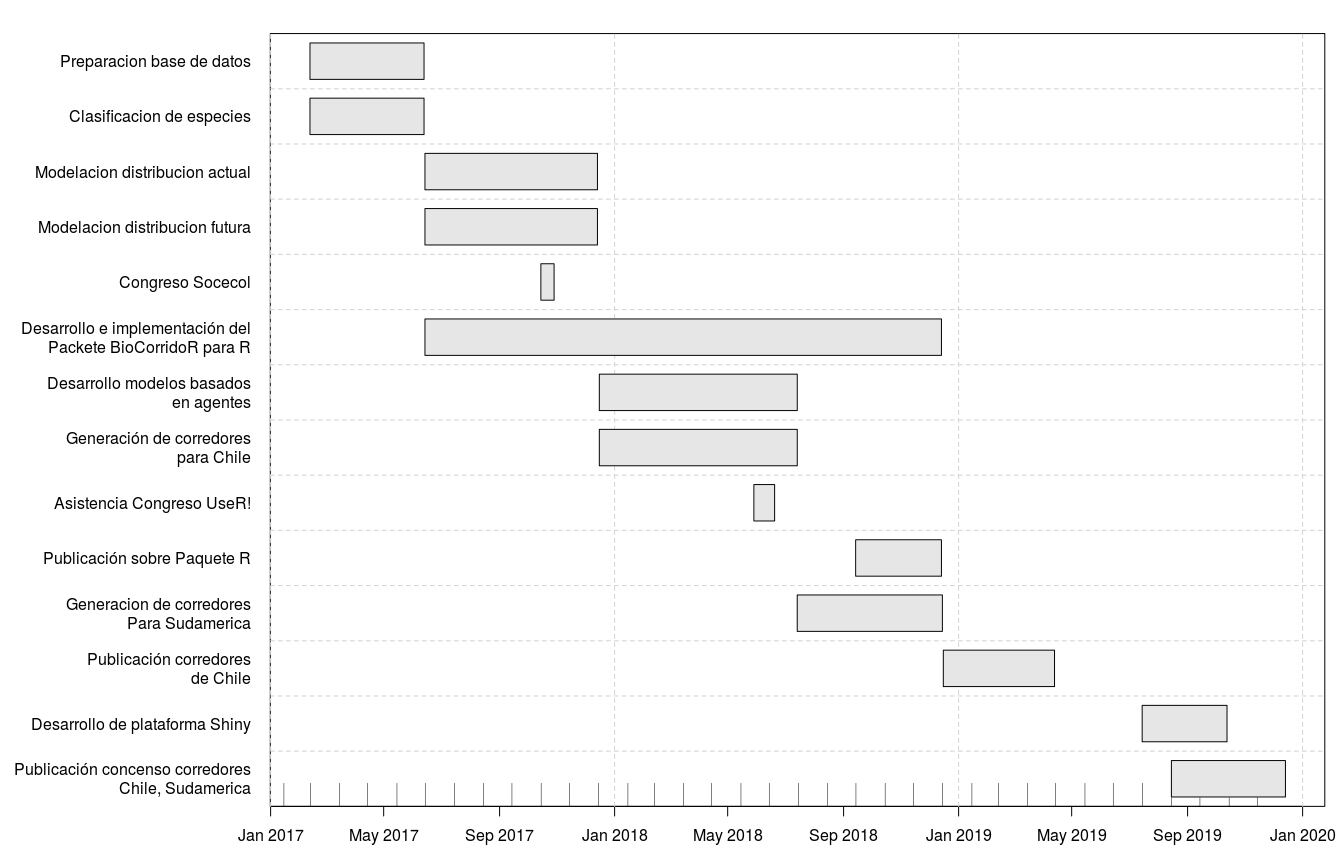 Preparacion base de datos
Clasificacion de especies
Modelacion distribucion actual
Modelacion distribucion futura
Congreso Socecol
Desarrollo e implementación del
Packete BioCorridoR para R
Desarrollo modelos basados
en agentes
Generación de corredores
para Chile
Asistencia Congreso UseR!
Publicación sobre Paquete R
Generacion de corredores
Para Sudamerica
Publicación corredores
de Chile
Desarrollo de plataforma Shiny
Publicación concenso corredores
Chile, Sudamerica
Jan 2017 May 2017 Sep 2017 Jan 2018 May 2018 Sep 2018 Jan 2019 May 2019 Sep 2019 Jan 2020